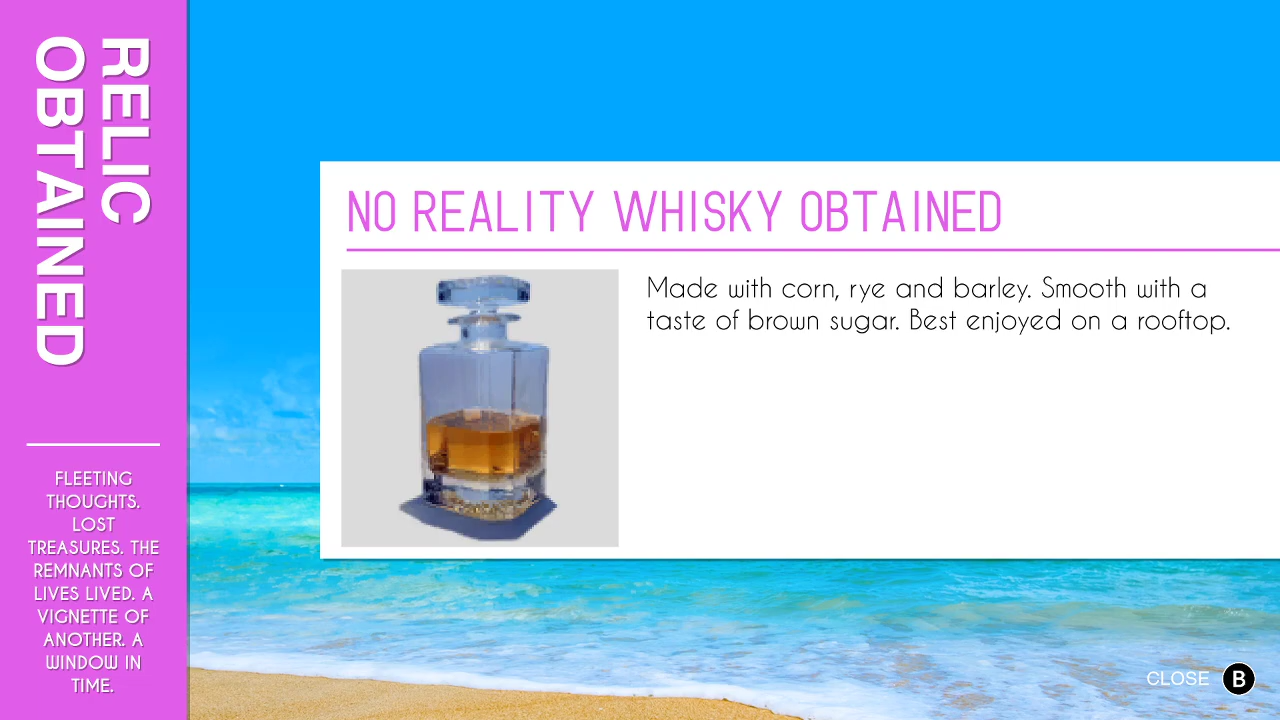 RELIC
OBTAINED
FLEETING
THOUGHTS.
LOST
TREASURES. THE
REMNANTS OF
LIVES LIVED. A
VIGNETTE OF
ANOTHER. A
WINDOW IN
TIME.
NO REALITY WHISKY OBTAINED
Made with corn, rye and barley. Smooth with a
taste of brown sugar. Best enjoyed on a rooftop.
CLOSE B